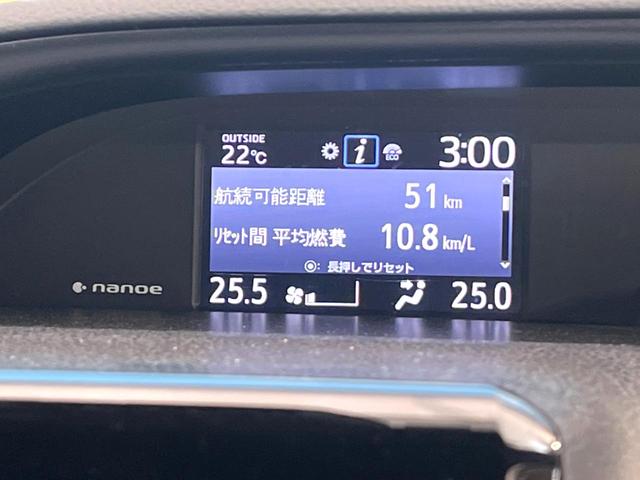 OUTSIDE
22℃ i ECO 3:00
航続可能距離 51 km
リセット間 平均燃費 10.8 km/L
◉: 長押しでリセット
25.5 25.0
nanoe